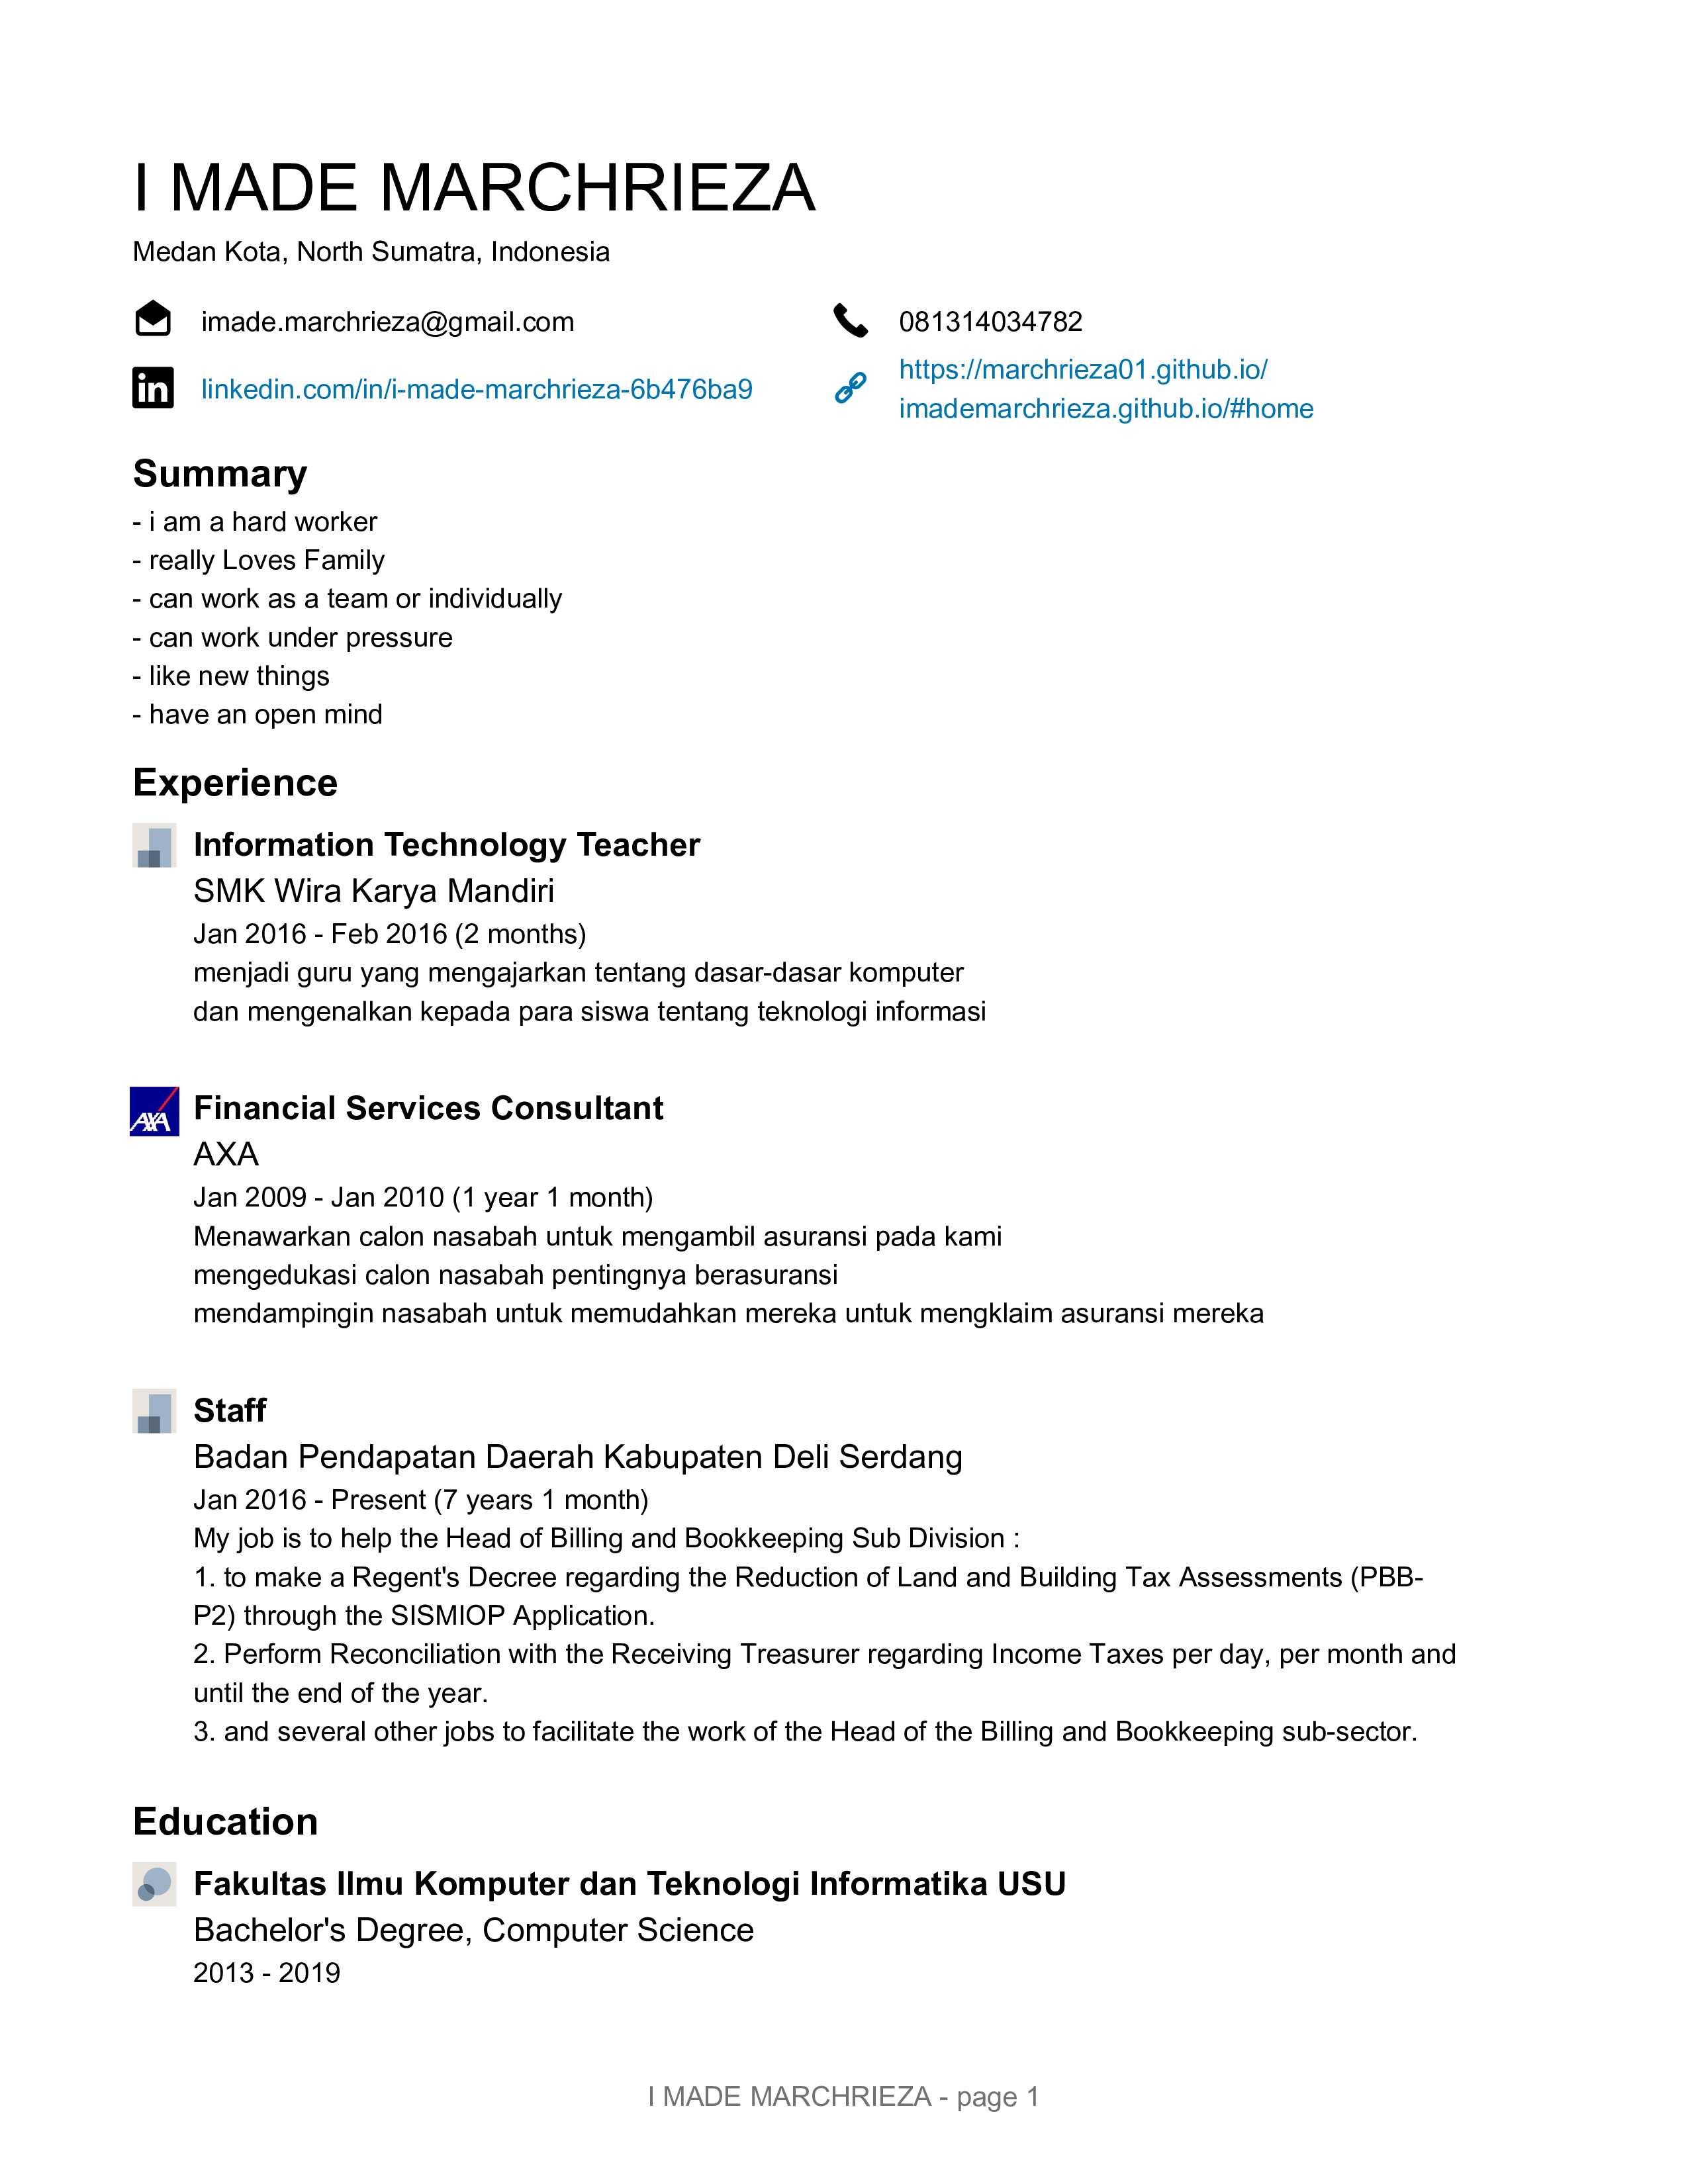 I MADE MARCHRIEZA
Medan Kota, North Sumatra, Indonesia
imade.marchrieza@gmail.com
081314034782
linkedin.com/in/i-made-marchrieza-6b476ba9
https://marchrieza01.github.io/
imademarchrieza.github.io/#home
Summary
- i am a hard worker
- really Loves Family
- can work as a team or individually
- can work under pressure
- like new things
- have an open mind
Experience
Information Technology Teacher
SMK Wira Karya Mandiri
Jan 2016 - Feb 2016 (2 months)
menjadi guru yang mengajarkan tentang dasar-dasar komputer
dan mengenalkan kepada para siswa tentang teknologi informasi
AXA
Financial Services Consultant
AXA
Jan 2009 - Jan 2010 (1 year 1 month)
Menawarkan calon nasabah untuk mengambil asuransi pada kami
mengedukasi calon nasabah pentingnya berasuransi
mendampingin nasabah untuk memudahkan mereka untuk mengklaim asuransi mereka
Staff
Badan Pendapatan Daerah Kabupaten Deli Serdang
Jan 2016 - Present (7 years 1 month)
My job is to help the Head of Billing and Bookkeeping Sub Division :
1. to make a Regent's Decree regarding the Reduction of Land and Building Tax Assessments (PBB-
P2) through the SISMIOP Application.
2. Perform Reconciliation with the Receiving Treasurer regarding Income Taxes per day, per month and
until the end of the year.
3. and several other jobs to facilitate the work of the Head of the Billing and Bookkeeping sub-sector.
Education
Fakultas Ilmu Komputer dan Teknologi Informatika USU
Bachelor's Degree, Computer Science
2013 - 2019
I MADE MARCHRIEZA - page 1